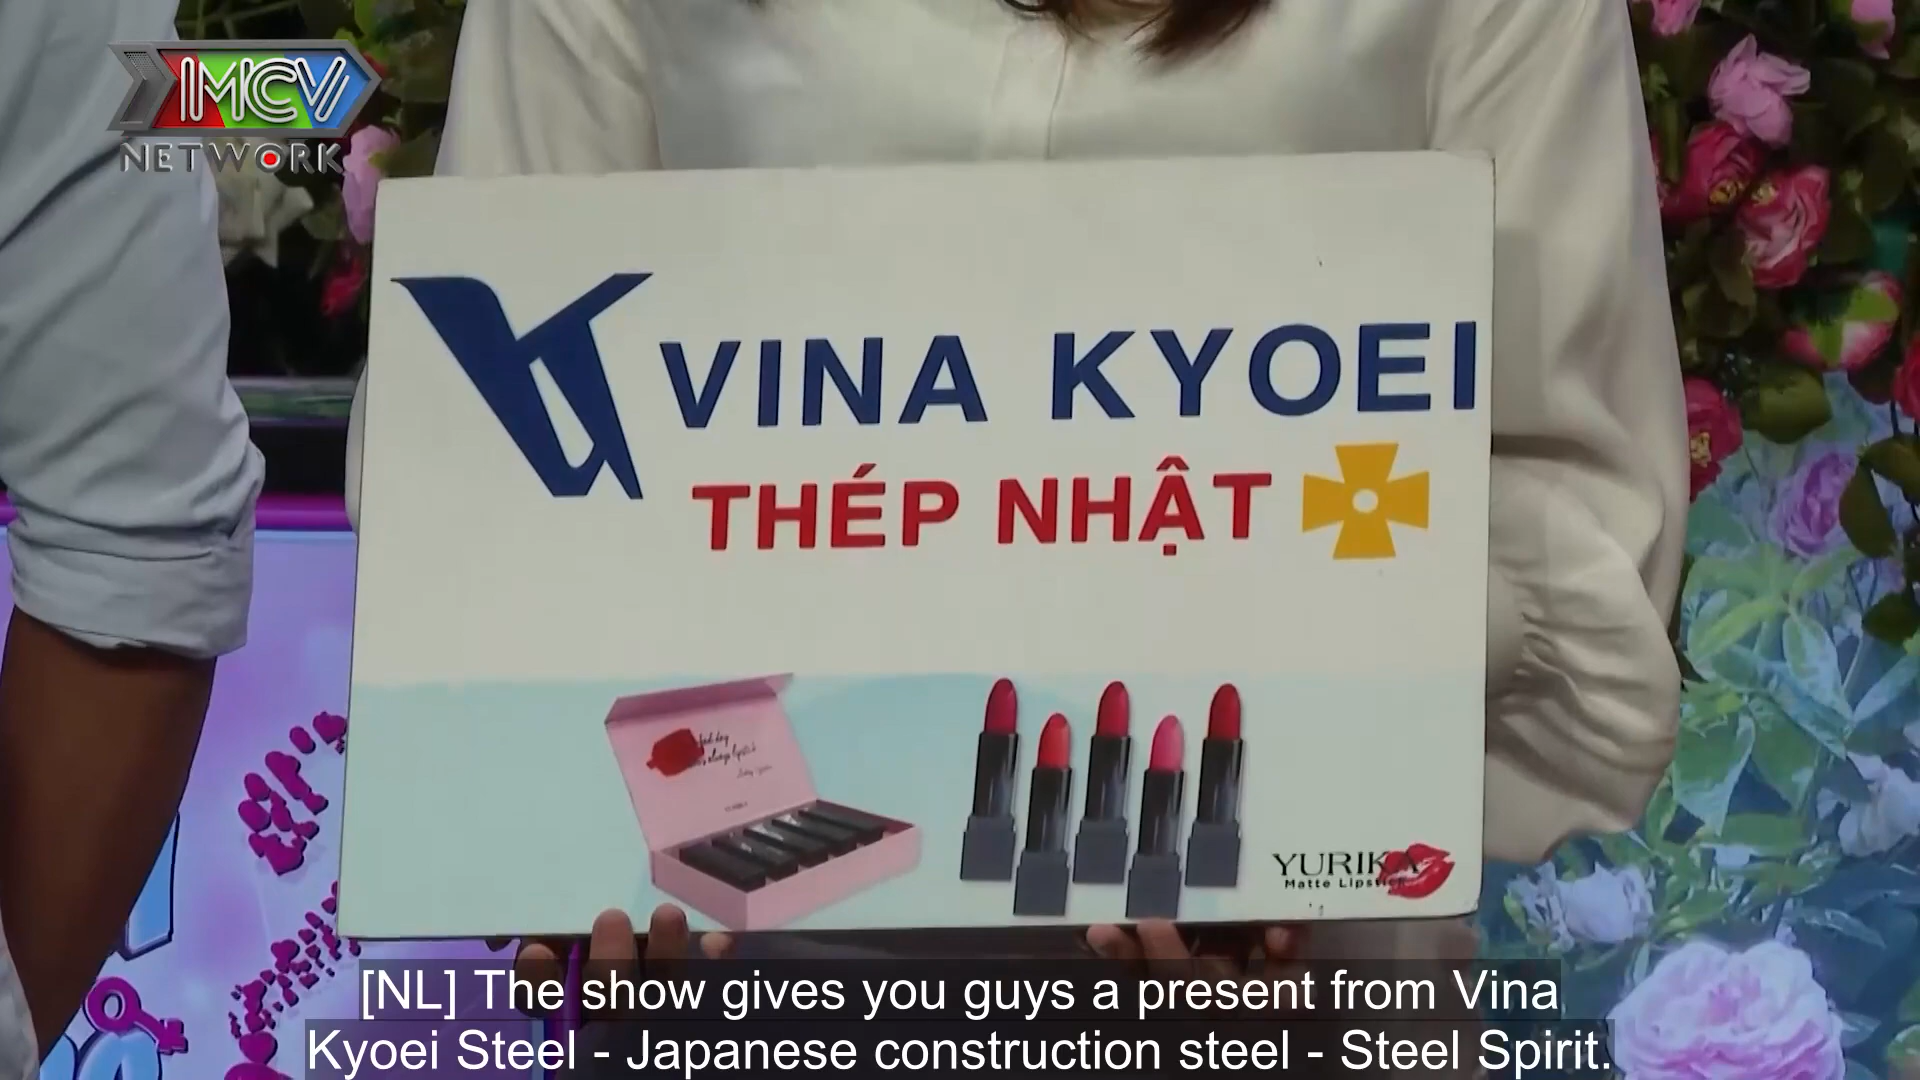 MCV
NETWORK
VINA KYOEI
THÉP NHẬT
YURIKA
Matte Lipstick
[NL] The show gives you guys a present from Vina
Kyoei Steel - Japanese construction steel - Steel Spirit.